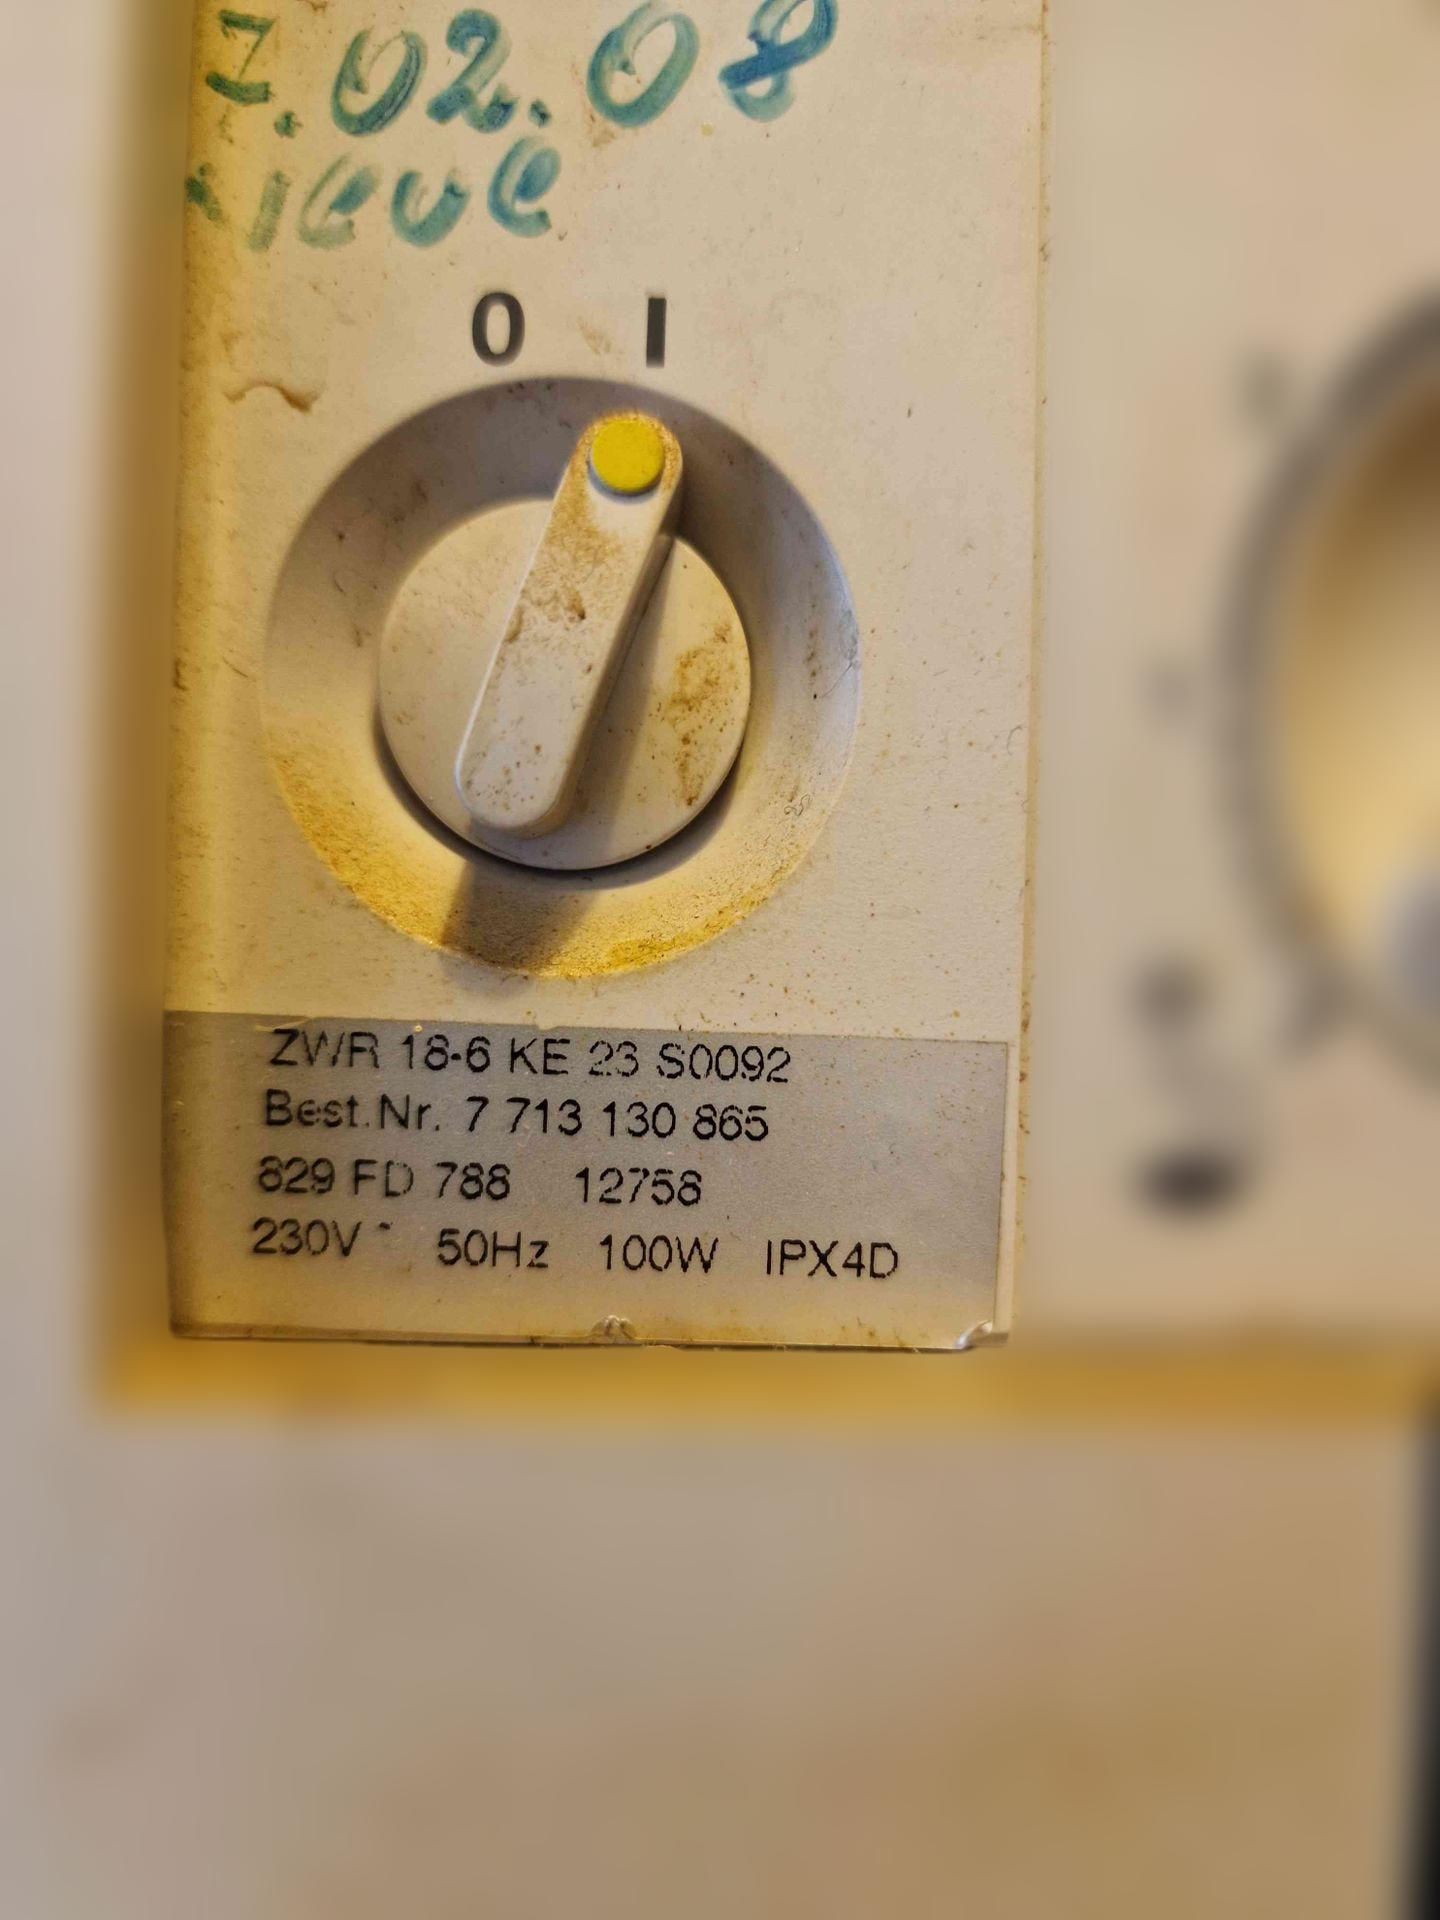 7.02.08
0 I
ZWR 18-6 KE 23 S0092
Best.Nr. 7 713 130 865
829 FD 788 12758
230V~ 50Hz 100W IPX4D